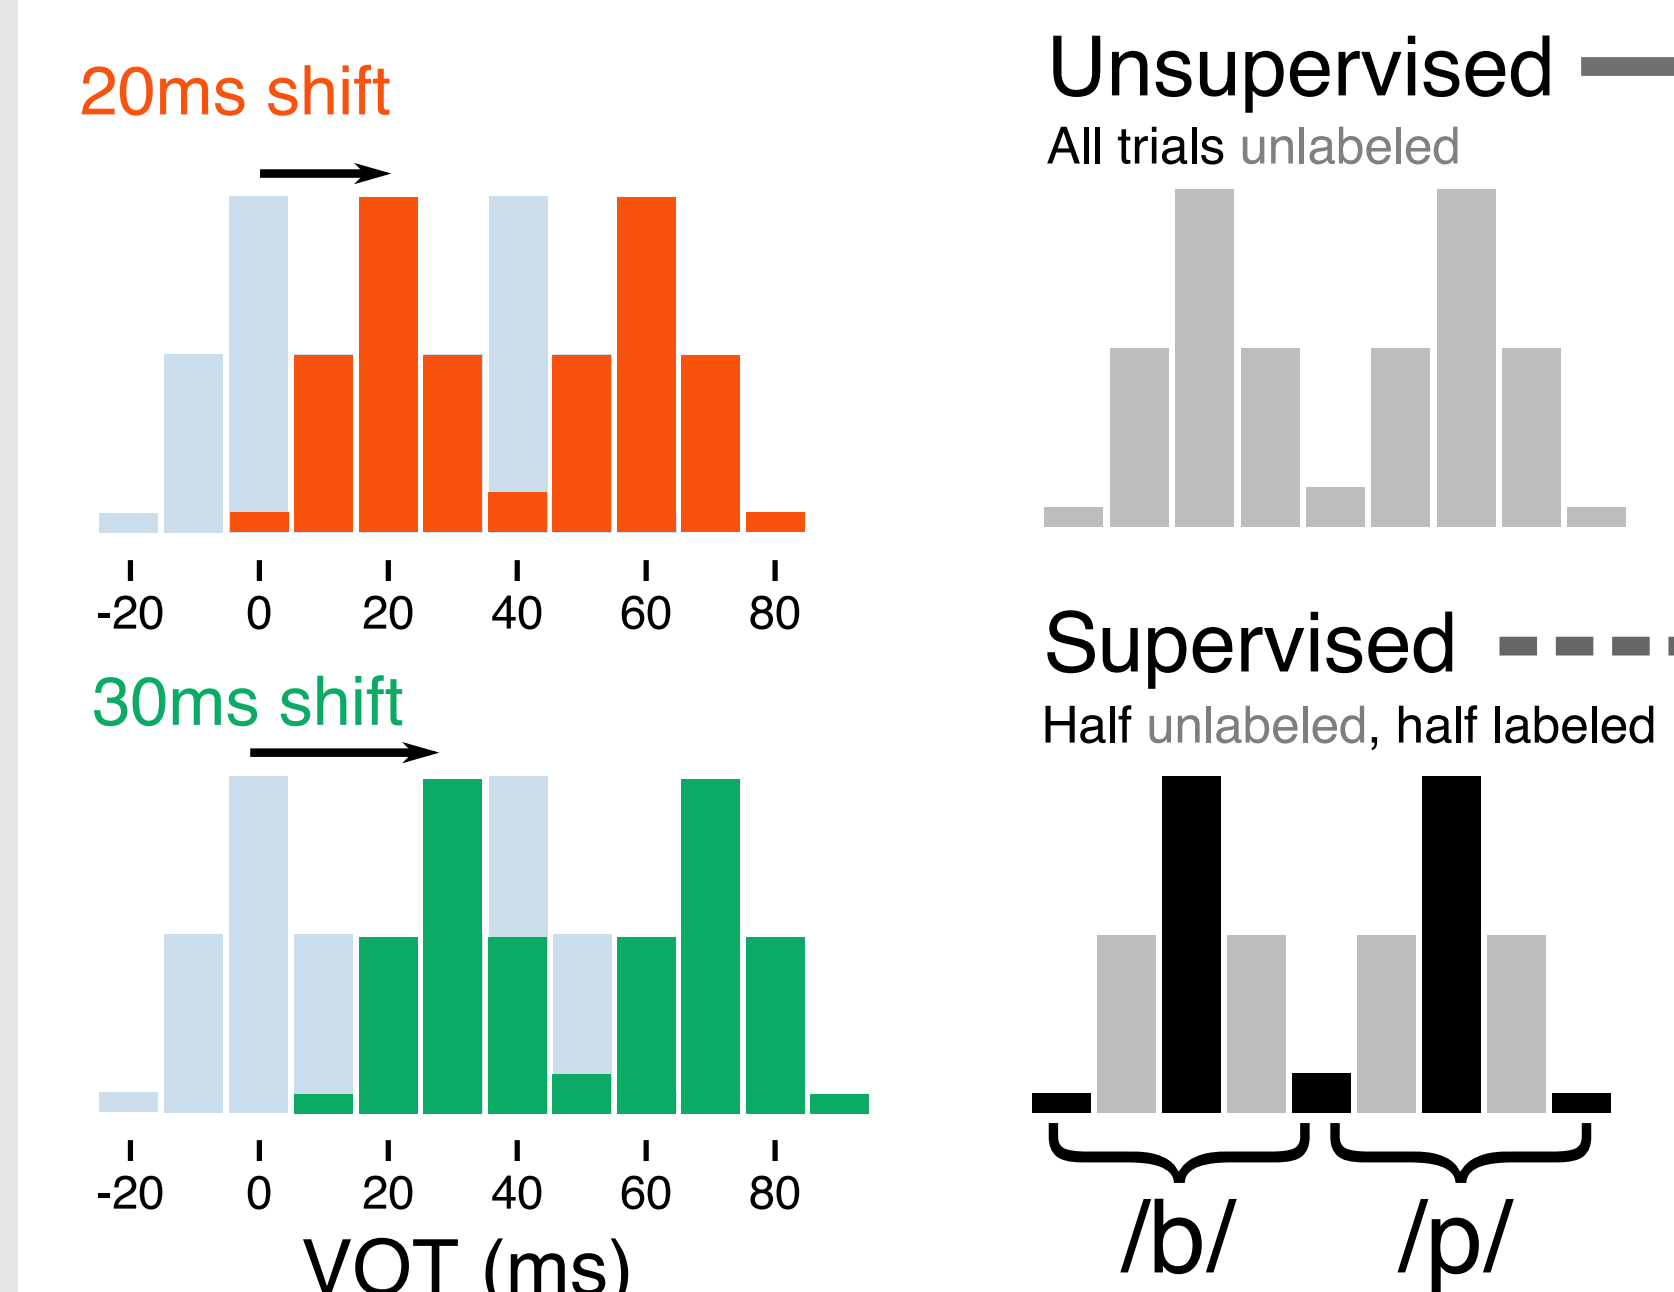 20ms shift
-20 0 20 40 60 80
30ms shift
-20 0 20 40 60 80
VOT (ms)
Unsupervised
All trials unlabeled
Supervised
Half unlabeled, half labeled
/b/ /p/